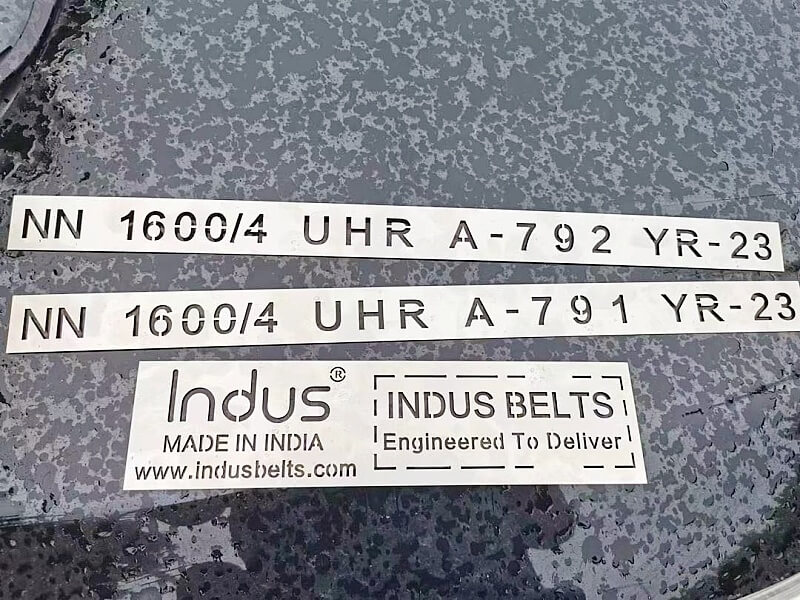 NN 1600/4 UHR A-792 YR-23
NN 1600/4 UHR A-791 YR-23
Indus®
MADE IN INDIA
www.indusbelts.com
INDUS BELTS
Engineered To Deliver